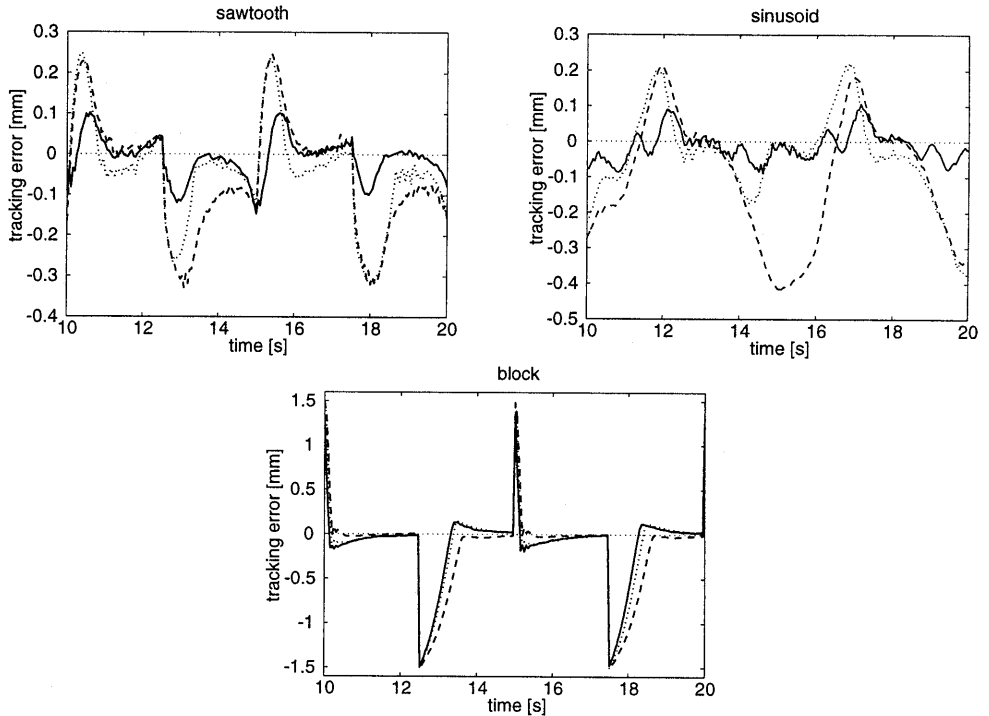 sawtooth
tracking error [mm]
0.3
0.2
0.1
0
-0.1
-0.2
-0.3
-0.4
10 12 14 16 18 20
time [s]
sinusoid
tracking error [mm]
0.3
0.2
0.1
0
-0.1
-0.2
-0.3
-0.4
-0.5
10 12 14 16 18 20
time [s]
block
tracking error [mm]
1.5
1
0.5
0
-0.5
-1
-1.5
10 12 14 16 18 20
time [s]